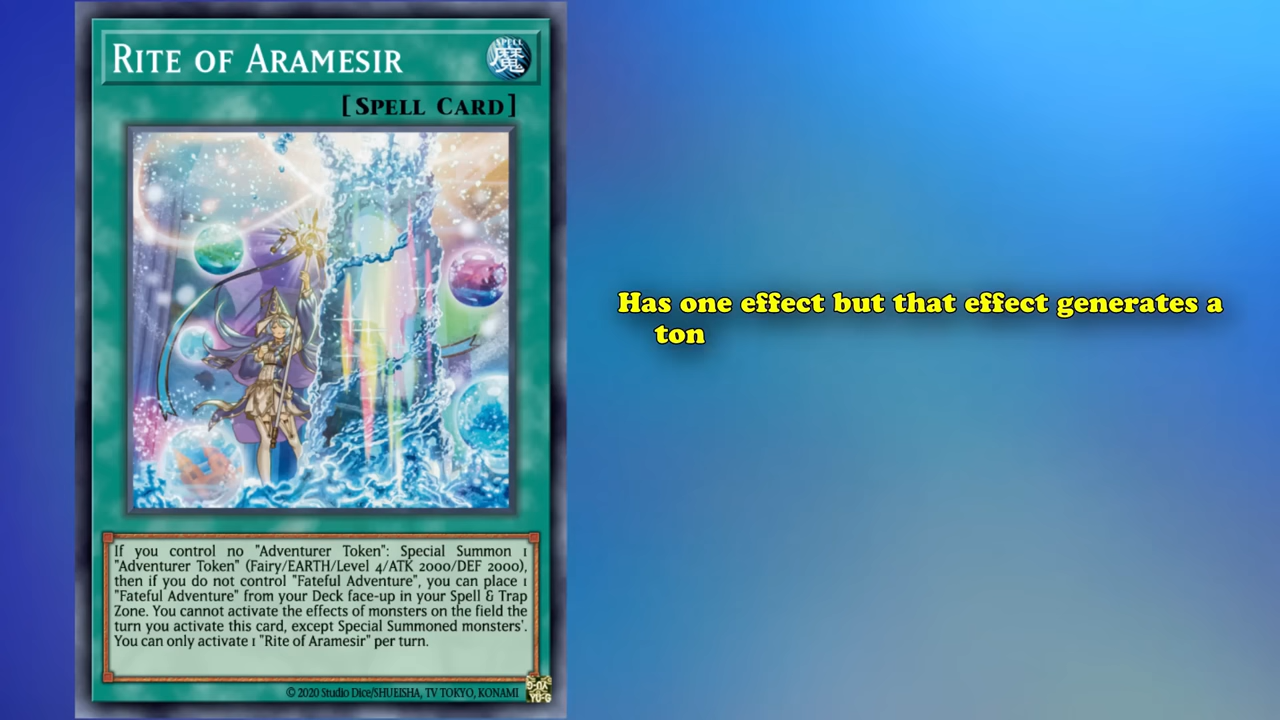 RITE OF ARAMESIR
SPELL
魔
[SPELL CARD]
Has one effect but that effect generates a
ton
If you control no "Adventurer Token": Special Summon 1
"Adventurer Token" (Fairy/EARTH/Level 4/ATK 2000/DEF 2000),
then if you do not control "Fateful Adventure", you can place 1
"Fateful Adventure" from your Deck face-up in your Spell & Trap
Zone. You cannot activate the effects of monsters on the field the
turn you activate this card, except Special Summoned monsters'.
You can only activate 1 "Rite of Aramesir" per turn.
© 2020 Studio Dice/SHUEISHA, TV TOKYO, KONAMI